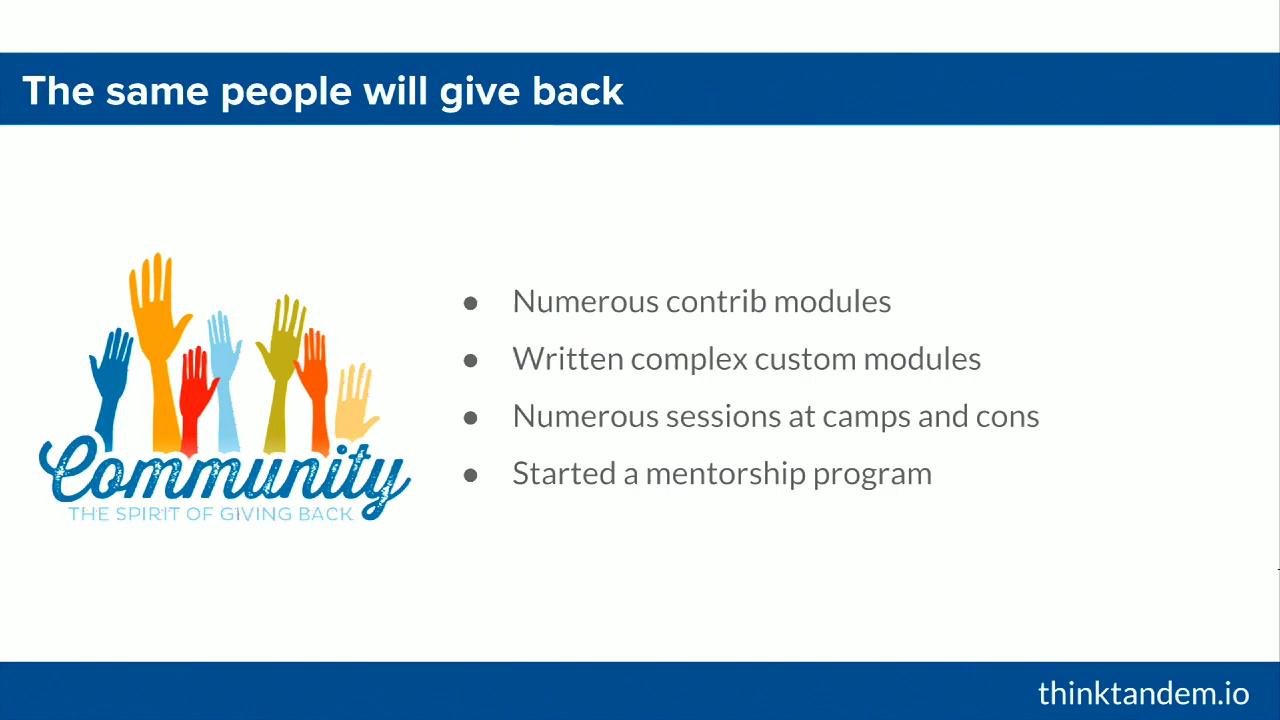 The same people will give back
Community
THE SPIRIT OF GIVING BACK
● Numerous contrib modules
● Written complex custom modules
● Numerous sessions at camps and cons
● Started a mentorship program
thinktandem.io